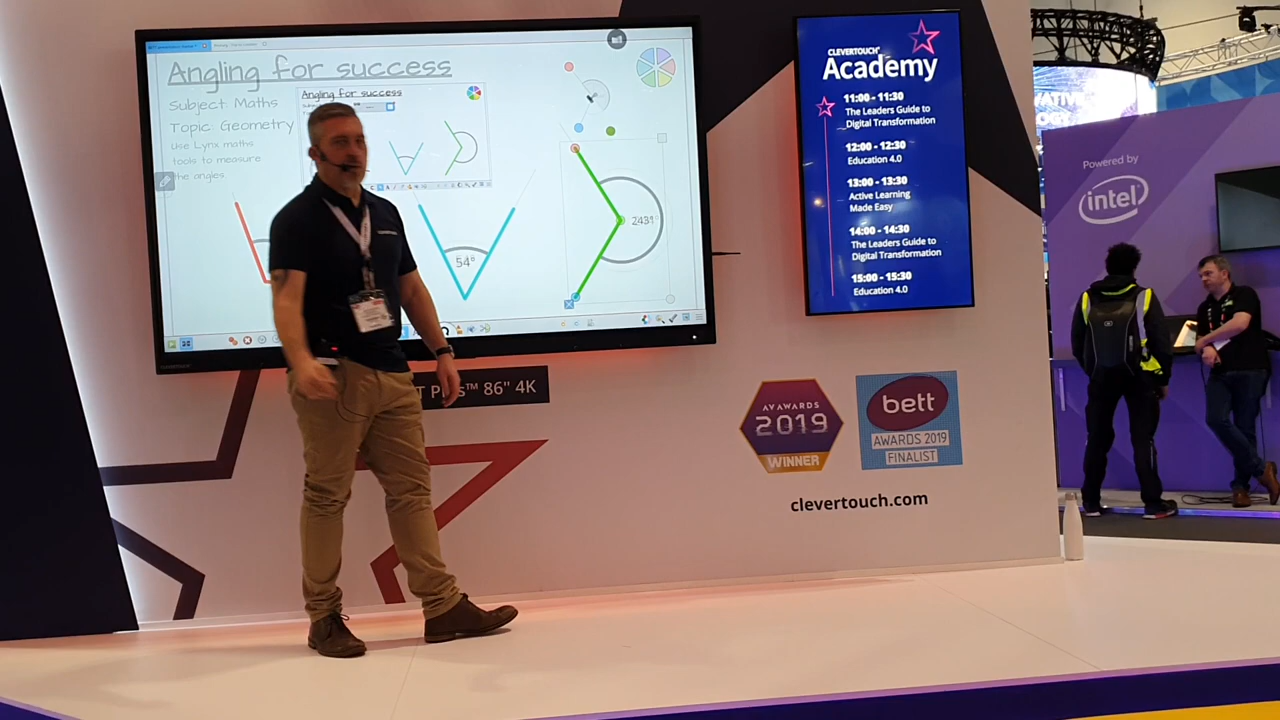 Angling for success
Subject Maths
Topic: Geometry
Use Lynx maths
tools to measure
the angles
Angling for success
54°
243°
CLEVERTOUCH
Academy
11:00 - 11:30
The Leaders Guide to
Digital Transformation
12:00 - 12:30
Education 4.0
13:00 - 13:30
Active Learning
Made Easy
14:00 - 14:30
The Leaders Guide to
Digital Transformation
15:00 - 15:30
Education 4.0
86" 4K
AV AWARDS
2019
WINNER
bett
AWARDS 2019
FINALIST
clevertouch.com
Powered by
intel